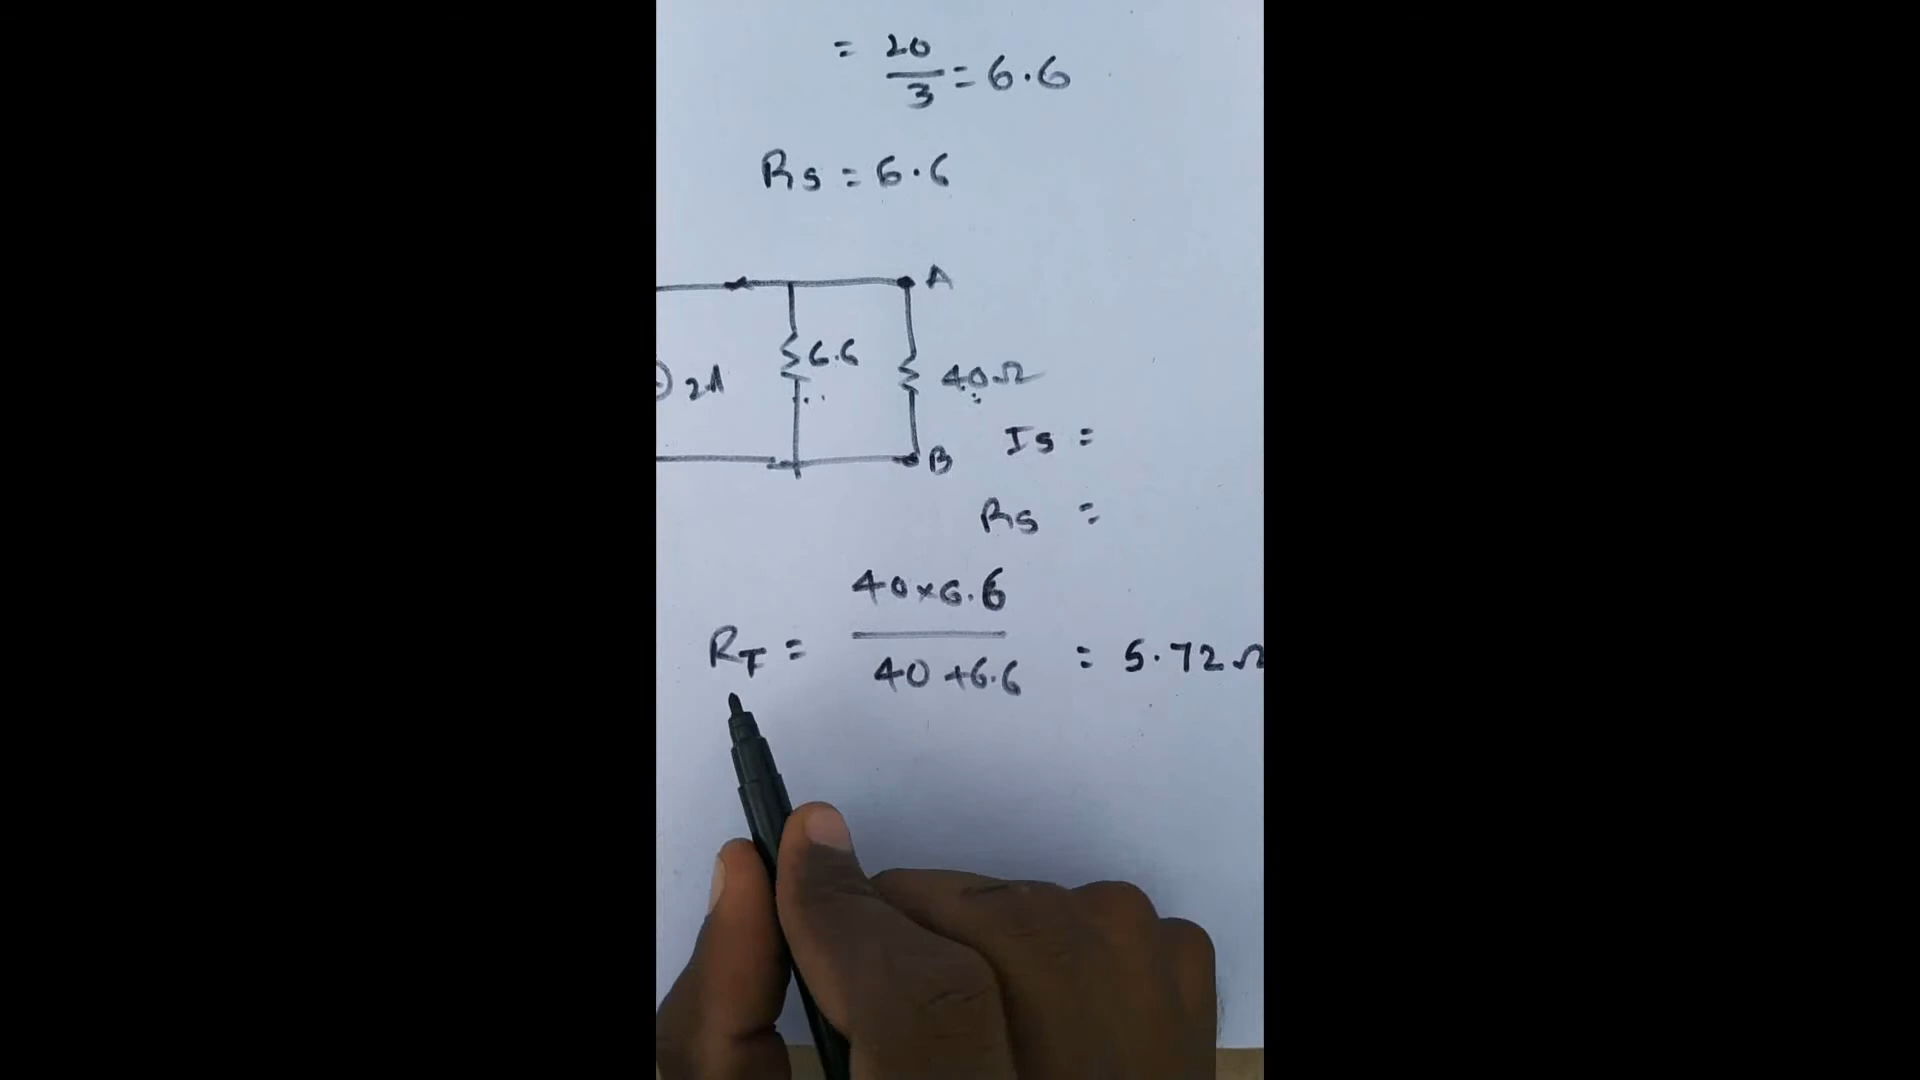 = 20/3 = 6.6
Rs = 6.6
A
6.6
2A
40Ω
Is =
B
Rs =
RT = 40×6.6/40+6.6 = 5.72Ω